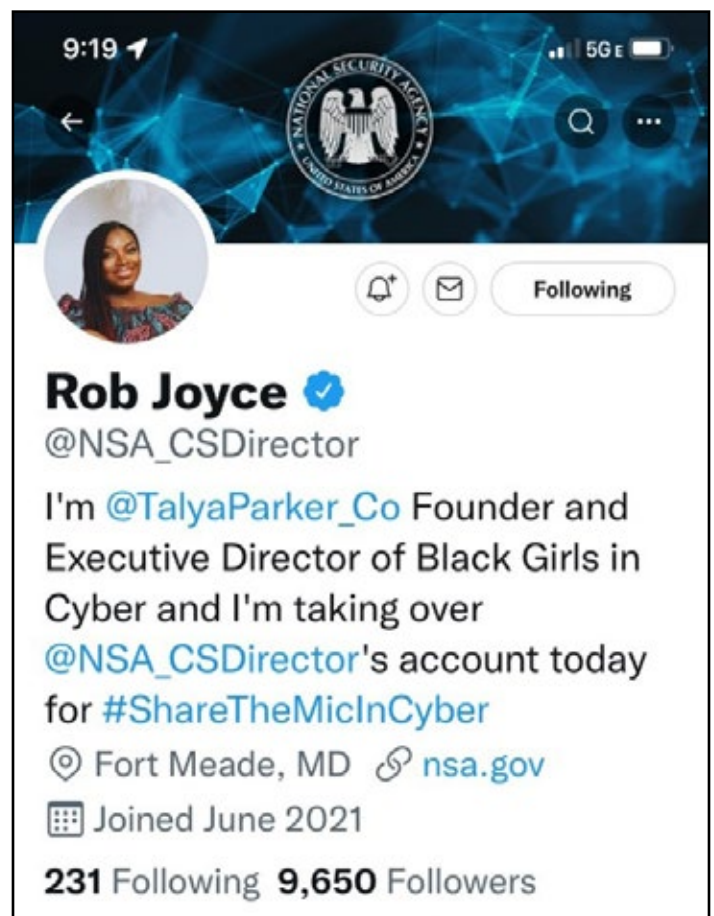 9:19
5GE
NATIONAL SECURITY AGENCY
UNITED STATES OF AMERICA
Following
Rob Joyce
@NSA_CSDirector
I'm @TalyaParker_Co Founder and
Executive Director of Black Girls in
Cyber and I'm taking over
@NSA_CSDirector's account today
for #ShareTheMicInCyber
Fort Meade, MD nsa.gov
Joined June 2021
231 Following 9,650 Followers